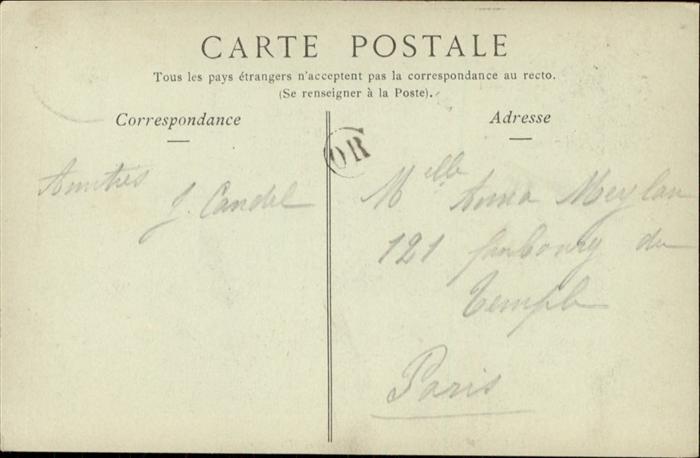 CARTE POSTALE
Tous les pays étrangers n'acceptent pas la correspondance au recto.
(Se renseigner à la Poste).
Correspondance
Amitiés
J. Candel
Adresse
OR
Melle Anna Meylan
121 faubourg du
Temple
Paris